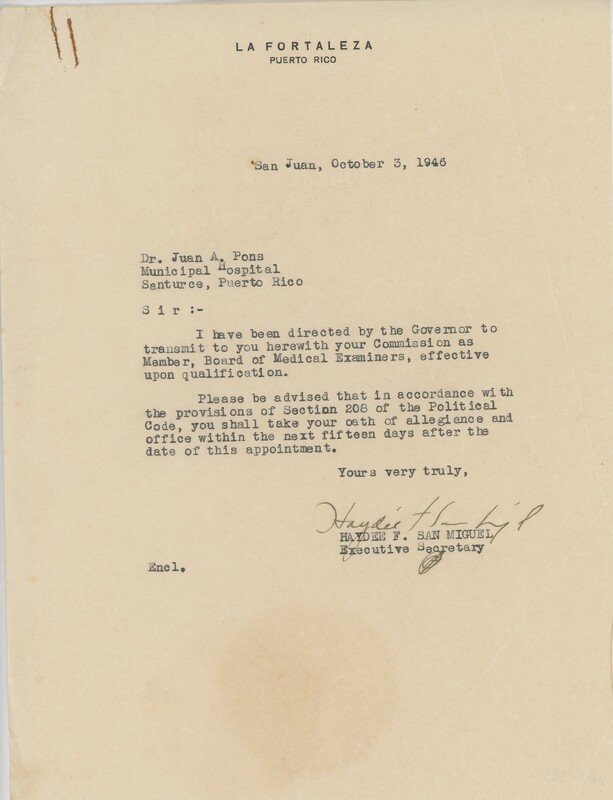 LA FORTALEZA
PUERTO RICO
San Juan, October 3, 1946
Dr. Juan A. Pons
Municipal Hospital
Santurce, Puerto Rico
S i r :-
I have been directed by the Governor to
transmit to you herewith your Commission as
Member, Board of Medical Examiners, effective
upon qualification.
Please be advised that in accordance with
the provisions of Section 208 of the Political
Code, you shall take your oath of allegiance and
office within the next fifteen days after the
date of this appointment.
Yours very truly,
Haydée F San Miguel
HAYDEE F. SAN MIGUEL
Executive Secretary
Encl.